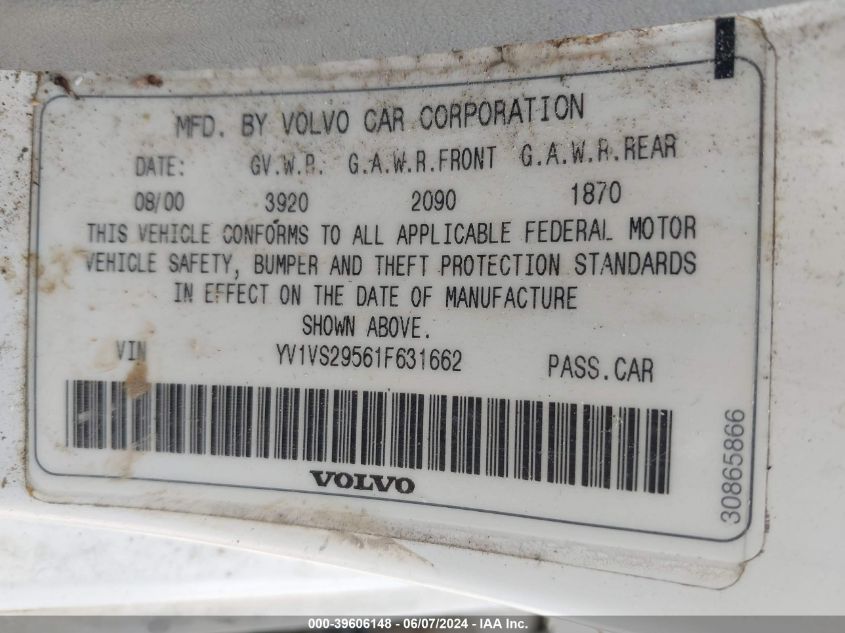 MFD. BY VOLVO CAR CORPORATION
DATE: GV.W.R. G.A.W.R.FRONT G.A.W.R.REAR
08/00 3920 2090 1870
THIS VEHICLE CONFORMS TO ALL APPLICABLE FEDERAL MOTOR
VEHICLE SAFETY, BUMPER AND THEFT PROTECTION STANDARDS
IN EFFECT ON THE DATE OF MANUFACTURE
SHOWN ABOVE.
VIN YV1VS29561F631662 PASS.CAR
VOLVO
30865866
000-39606148 - 06/07/2024 - IAA Inc.